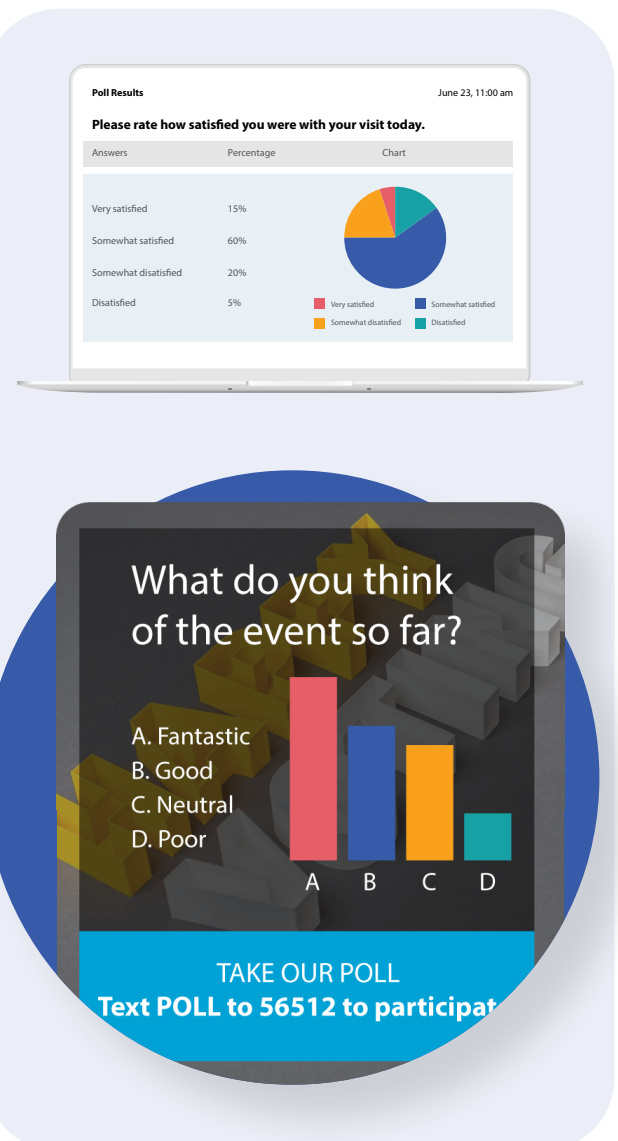 Poll Results
June 23, 11:00 am
Please rate how satisfied you were with your visit today.
Answers Percentage Chart
Very satisfied 15%
Somewhat satisfied 60%
Somewhat disatisfied 20%
Disatisfied 5%
Very satisfied Somewhat satisfied
Somewhat disatisfied Disatisfied
What do you think
of the event so far?
A. Fantastic
B. Good
C. Neutral
D. Poor
A B C D
TAKE OUR POLL
Text POLL to 56512 to participat